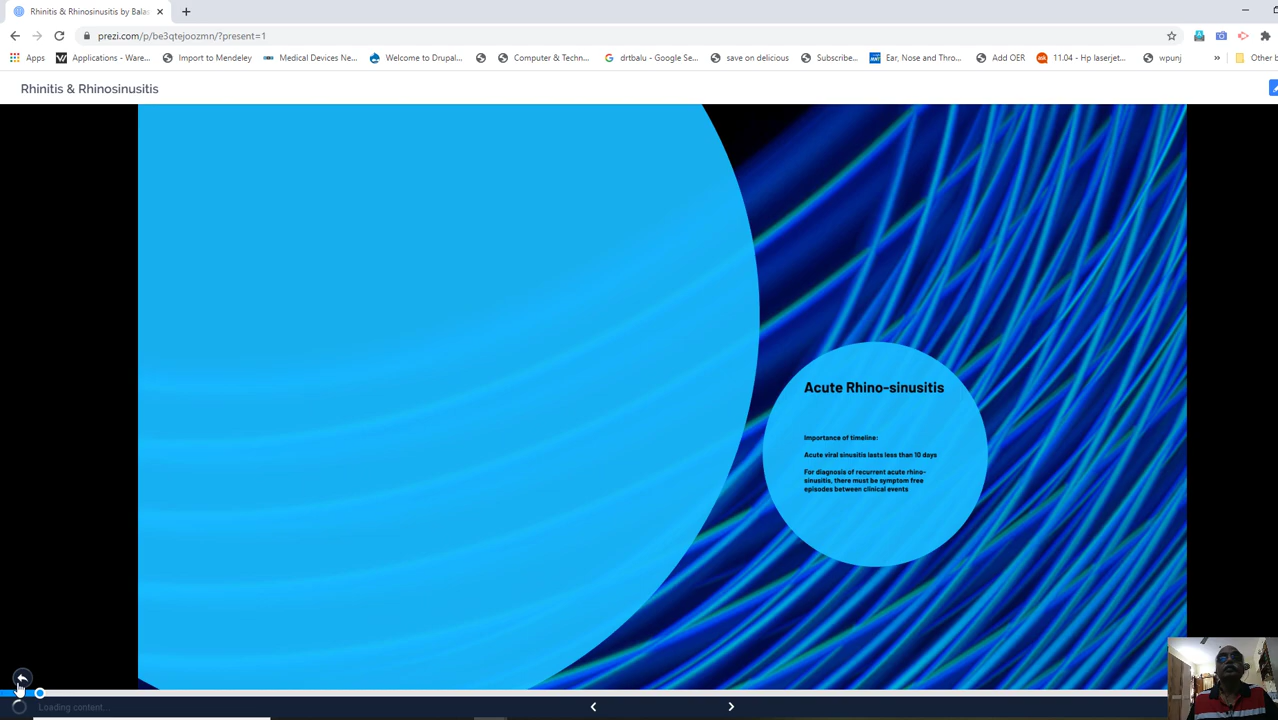 Rhinitis & Rhinosinusitis by Balas
prezi.com/p/be3qtejoozmn/?present=1
Apps
Applications - Ware...
Import to Mendeley
Medical Devices Ne...
Welcome to Drupal...
Computer & Techn...
drtbalu - Google Se...
save on delicious
Subscribe...
Ear, Nose and Thro...
Add OER
11.04 - Hp laserjet...
wpunj
»
Other b
Rhinitis & Rhinosinusitis
Acute Rhino-sinusitis
Importance of timeline:
Acute viral sinusitis lasts less than 10 days
For diagnosis of recurrent acute rhino-
sinusitis, there must be symptom free
episodes between clinical events
Loading content...